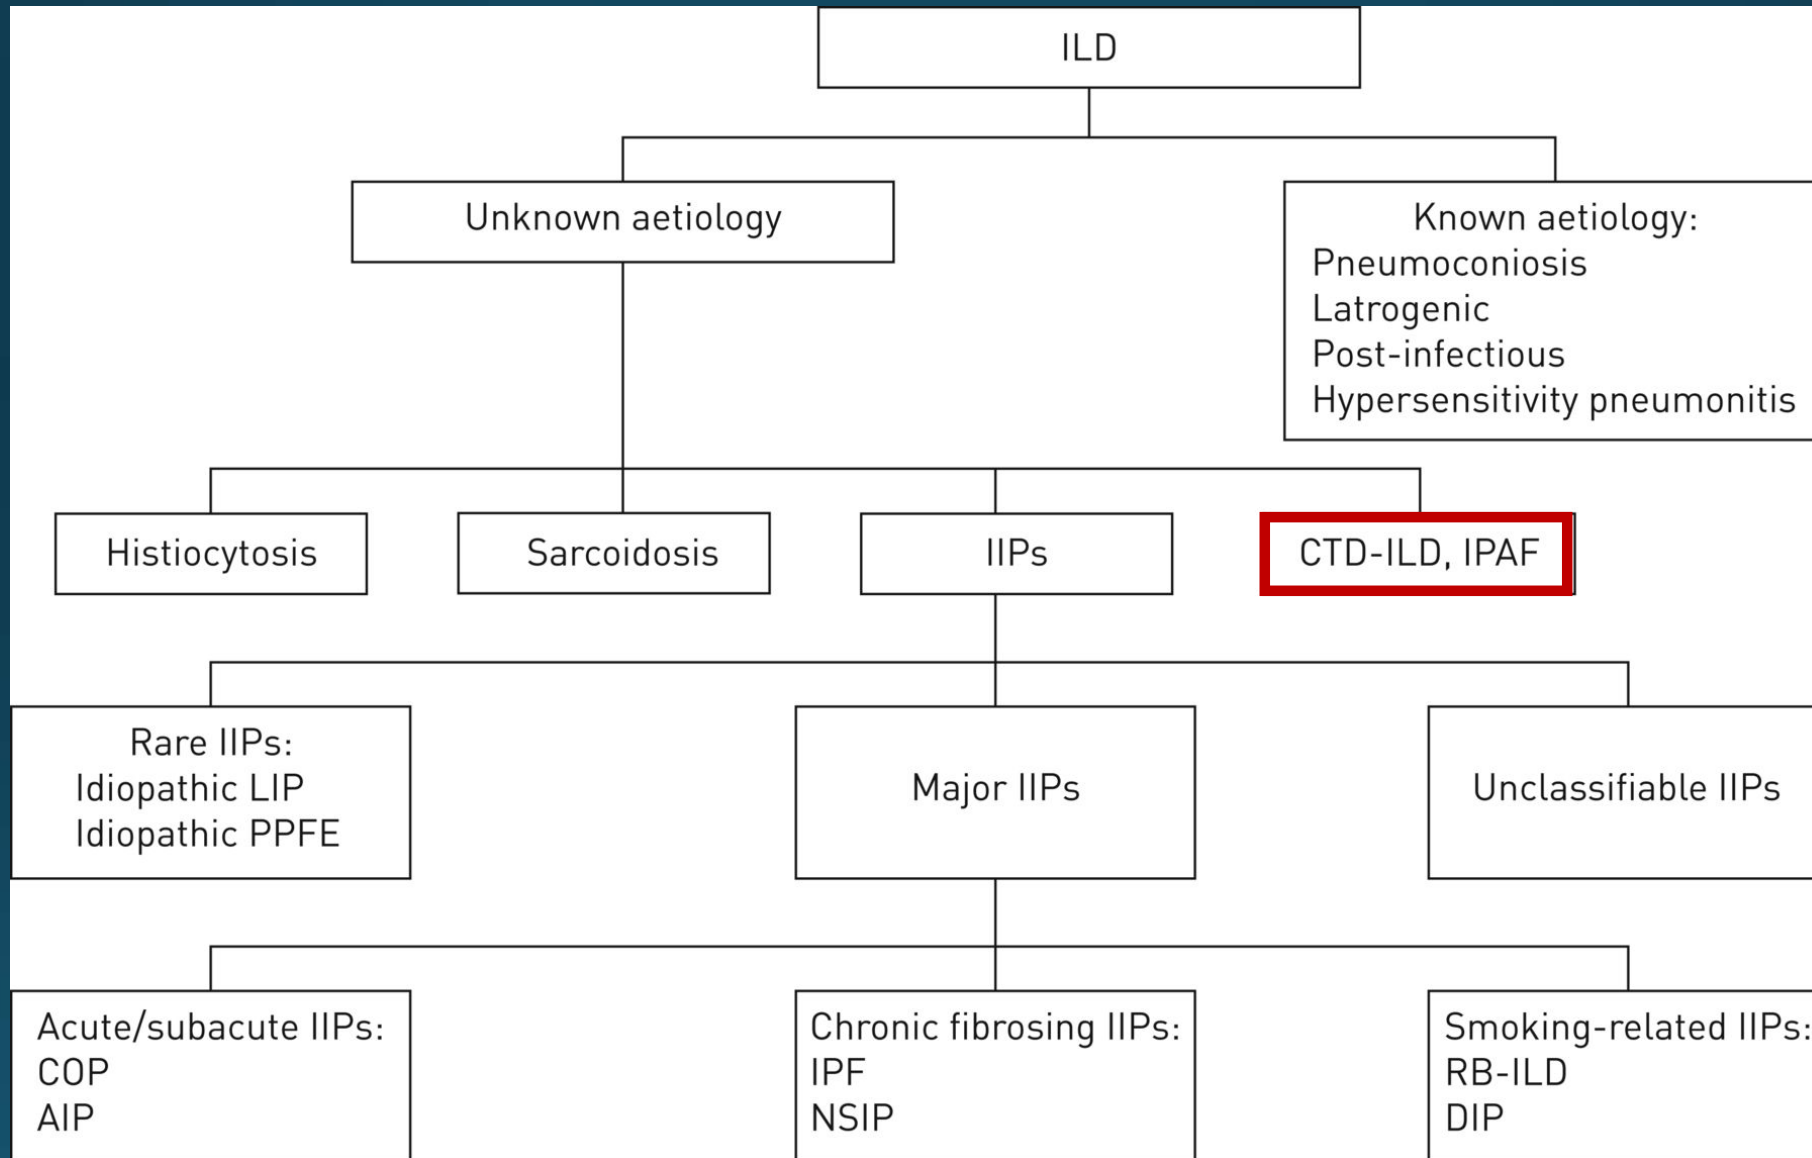 ILD
Unknown aetiology
Known aetiology:
Pneumoconiosis
Latrogenic
Post-infectious
Hypersensitivity pneumonitis
Histiocytosis
Sarcoidosis
IIPs
CTD-ILD, IPAF
Rare IIPs:
Idiopathic LIP
Idiopathic PPFE
Major IIPs
Unclassifiable IIPs
Acute/subacute IIPs:
COP
AIP
Chronic fibrosing IIPs:
IPF
NSIP
Smoking-related IIPs:
RB-ILD
DIP